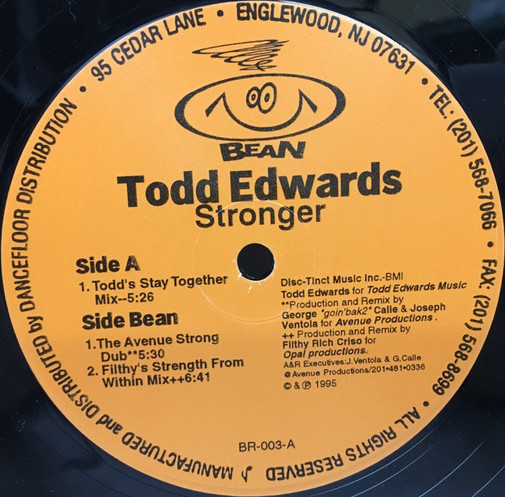 MANUFACTURED and DISTRIBUTED by DANCEFLOOR DISTRIBUTION • 95 CEDAR LANE • ENGLEWOOD, NJ 07631 • TEL: (201) 568-7066 • FAX: (201) 568-8699 • ALL RIGHTS RESERVED
BEAN
Todd Edwards
Stronger
Side A
1. Todd's Stay Together
Mix--5:26
Side Bean
1.The Avenue Strong
Dub**5:30
2. Filthy's Strength From
Within Mix++6:41
Disc-Tinct Music Inc.-BMI
Todd Edwards for Todd Edwards Music
**Production and Remix by
George "goin'bak2" Calle & Joseph
Ventola for Avenue Productions .
++ Production and Remix by
Filthy Rich Criso for
Opal productions.
A&R Executives:J.Ventola & G.Calle
@ Avenue Productions/201•481•0336
© & ℗ 1995
BR-003-A